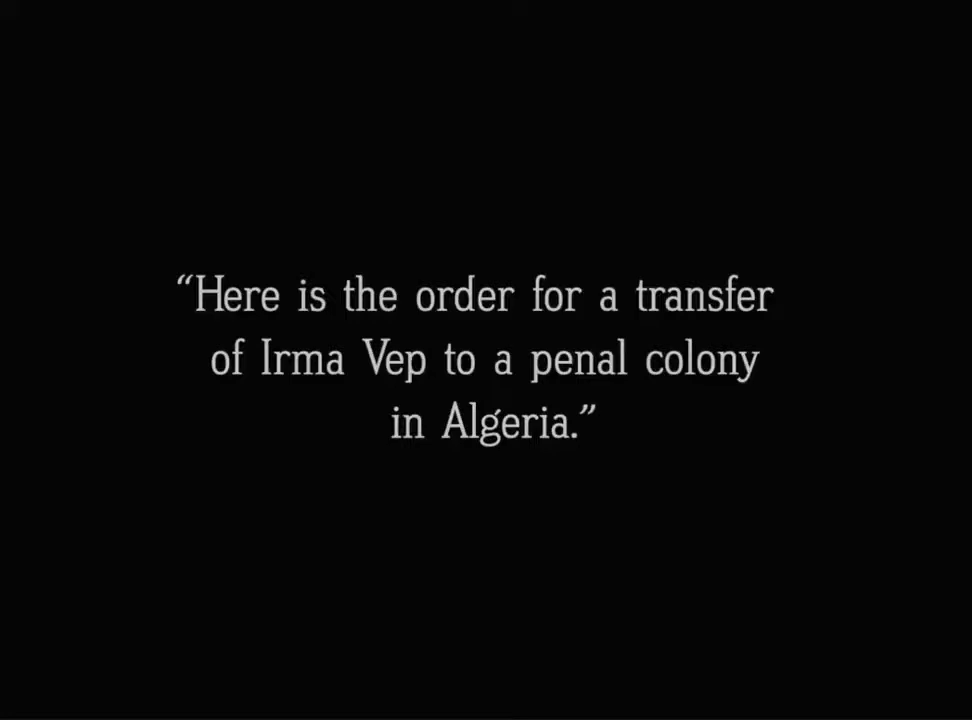 “Here is the order for a transfer
of Irma Vep to a penal colony
in Algeria.”